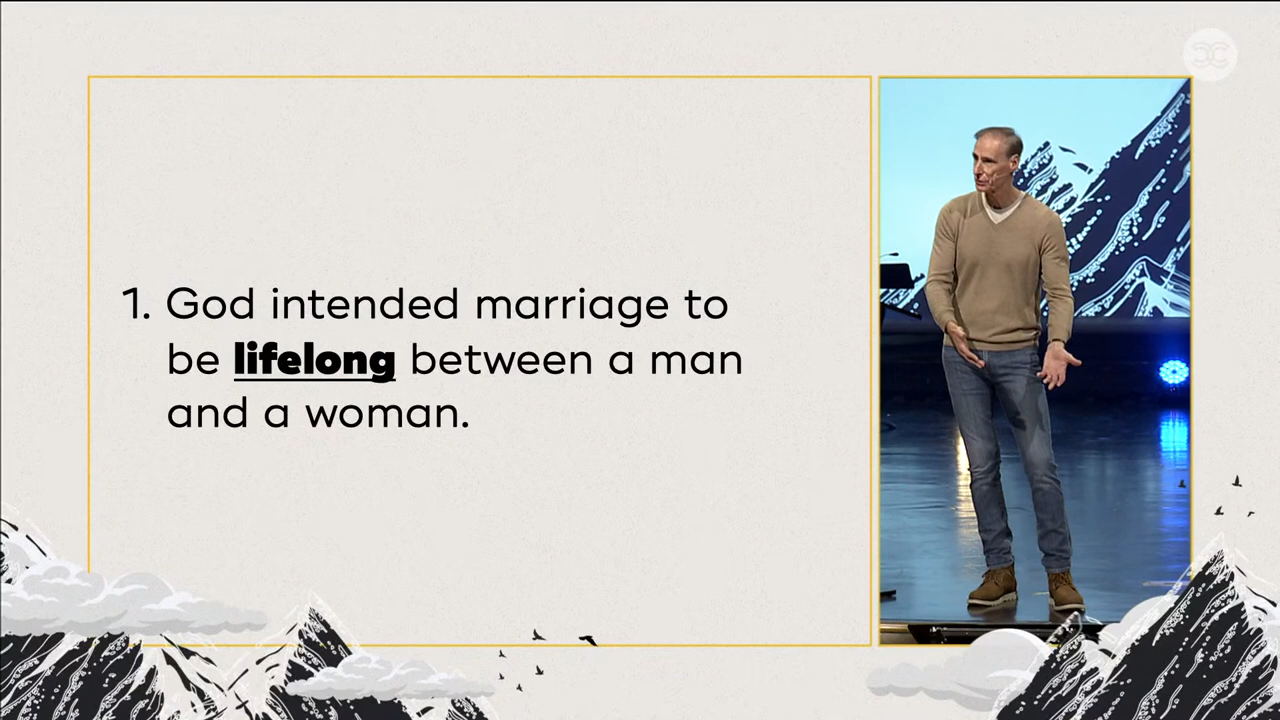 1. God intended marriage to
be lifelong between a man
and a woman.